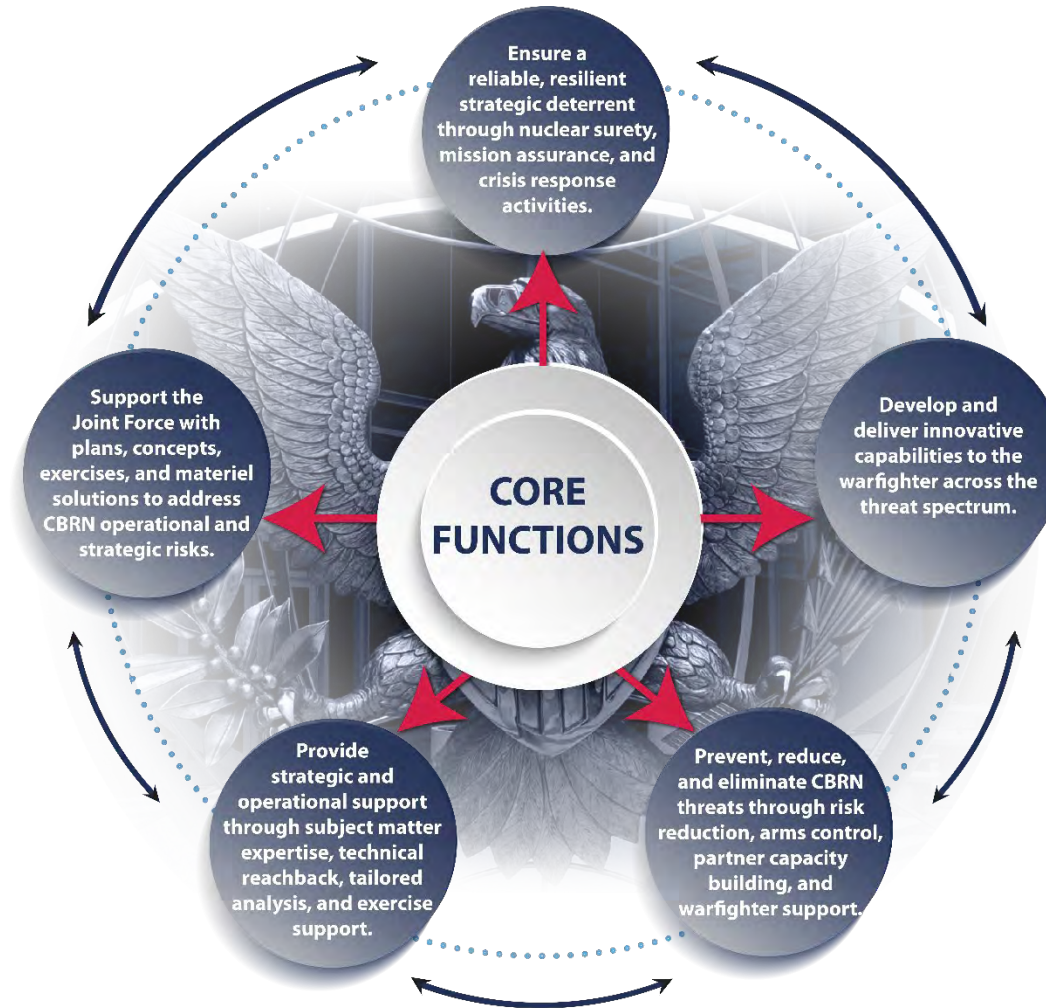 Ensure a
reliable, resilient
strategic deterrent
through nuclear surety,
mission assurance, and
crisis response
activities.
Support the
Joint Force with
plans, concepts,
exercises, and materiel
solutions to address
CBRN operational and
strategic risks.
CORE
FUNCTIONS
Develop and
deliver innovative
capabilities to the
warfighter across the
threat spectrum.
Provide
strategic and
operational support
through subject matter
expertise, technical
reachback, tailored
analysis, and exercise
support.
Prevent, reduce,
and eliminate CBRN
threats through risk
reduction, arms control,
partner capacity
building, and
warfighter support.